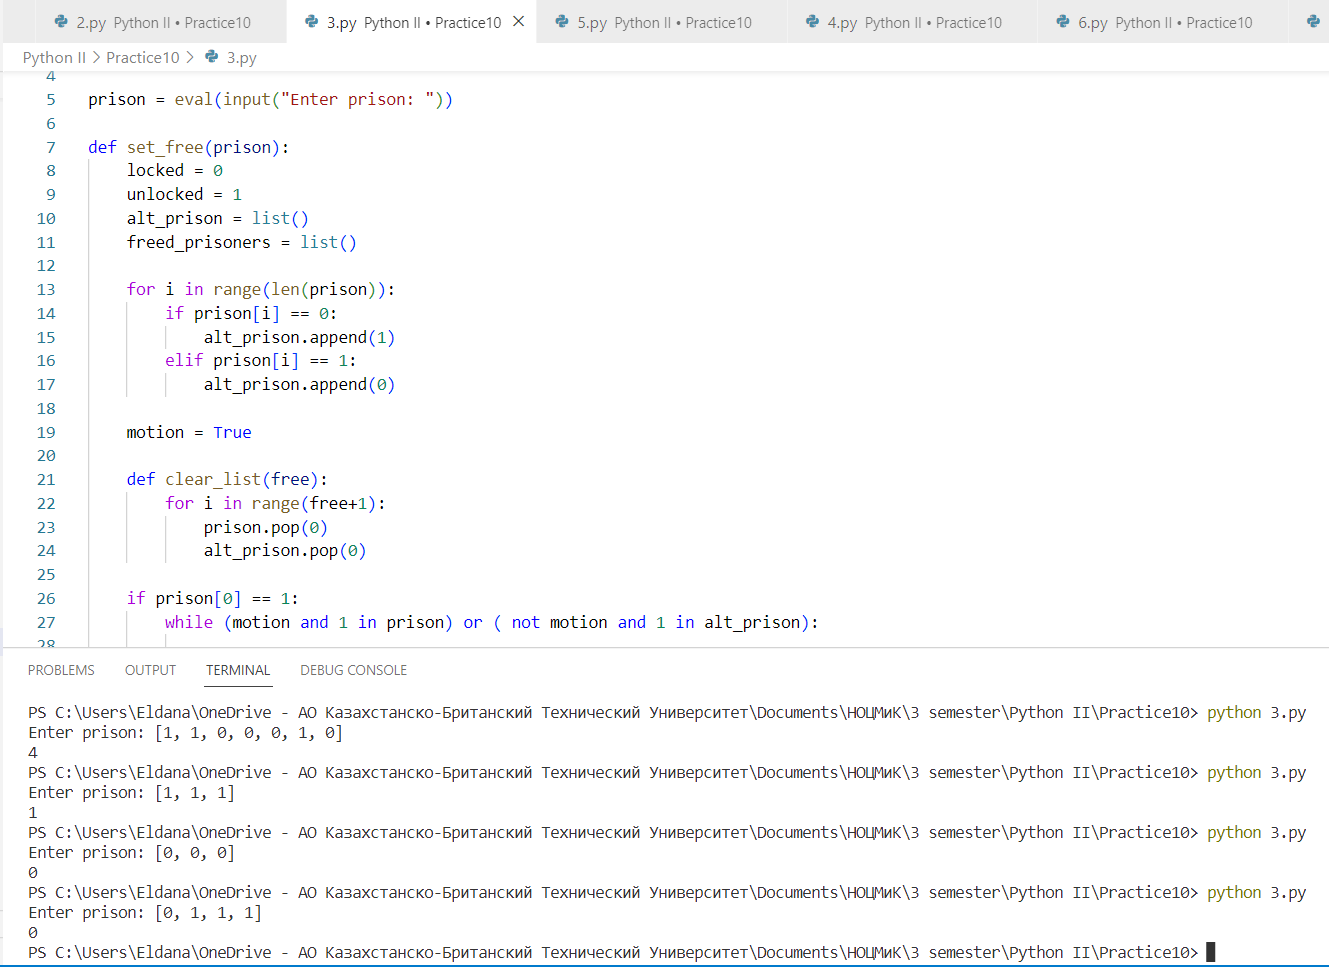 2.py Python II • Practice10 3.py Python II • Practice10 × 5.py Python II • Practice10 4.py Python II • Practice10 6.py Python II • Practice10
Python II > Practice10 > 3.py
4
5 prison = eval(input("Enter prison: "))
6
7 def set_free(prison):
8 locked = 0
9 unlocked = 1
10 alt_prison = list()
11 freed_prisoners = list()
12
13 for i in range(len(prison)):
14 if prison[i] == 0:
15 alt_prison.append(1)
16 elif prison[i] == 1:
17 alt_prison.append(0)
18
19 motion = True
20
21 def clear_list(free):
22 for i in range(free+1):
23 prison.pop(0)
24 alt_prison.pop(0)
25
26 if prison[0] == 1:
27 while (motion and 1 in prison) or ( not motion and 1 in alt_prison):
28
PROBLEMS OUTPUT TERMINAL DEBUG CONSOLE
PS C:\Users\Eldana\OneDrive - АО Казахстанско-Британский Технический Университет\Documents\НОЦМиК\3 semester\Python II\Practice10> python 3.py
Enter prison: [1, 1, 0, 0, 0, 1, 0]
4
PS C:\Users\Eldana\OneDrive - АО Казахстанско-Британский Технический Университет\Documents\НОЦМиК\3 semester\Python II\Practice10> python 3.py
Enter prison: [1, 1, 1]
1
PS C:\Users\Eldana\OneDrive - АО Казахстанско-Британский Технический Университет\Documents\НОЦМиК\3 semester\Python II\Practice10> python 3.py
Enter prison: [0, 0, 0]
0
PS C:\Users\Eldana\OneDrive - АО Казахстанско-Британский Технический Университет\Documents\НОЦМиК\3 semester\Python II\Practice10> python 3.py
Enter prison: [0, 1, 1, 1]
0
PS C:\Users\Eldana\OneDrive - АО Казахстанско-Британский Технический Университет\Documents\НОЦМиК\3 semester\Python II\Practice10>